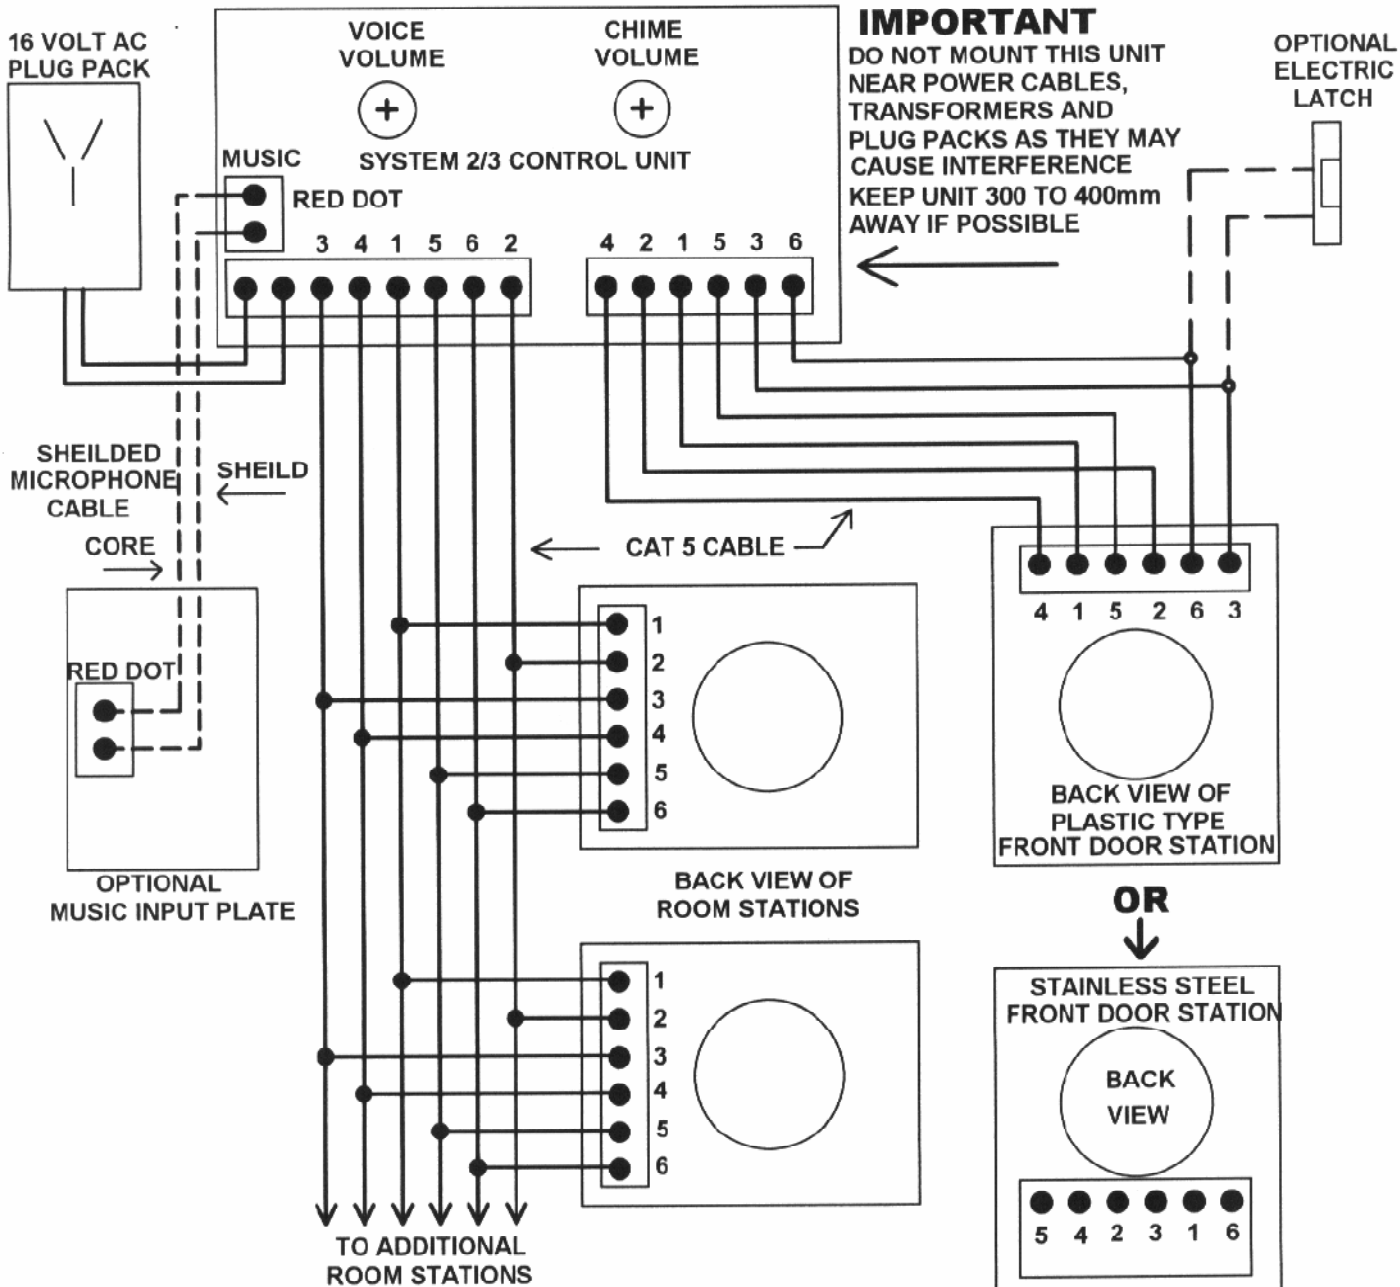 16 VOLT AC
PLUG PACK
VOICE
VOLUME
CHIME
VOLUME
IMPORTANT
DO NOT MOUNT THIS UNIT
NEAR POWER CABLES,
TRANSFORMERS AND
PLUG PACKS AS THEY MAY
CAUSE INTERFERENCE
KEEP UNIT 300 TO 400mm
AWAY IF POSSIBLE
OPTIONAL
ELECTRIC
LATCH
MUSIC
SYSTEM 2/3 CONTROL UNIT
RED DOT
3 4 1 5 6 2
4 2 1 5 3 6
SHEILDED
MICROPHONE
CABLE
SHEILD
CORE
CAT 5 CABLE
RED DOT
OPTIONAL
MUSIC INPUT PLATE
1
2
3
4
5
6
BACK VIEW OF
ROOM STATIONS
1
2
3
4
5
6
TO ADDITIONAL
ROOM STATIONS
4 1 5 2 6 3
BACK VIEW OF
PLASTIC TYPE
FRONT DOOR STATION
OR
STAINLESS STEEL
FRONT DOOR STATION
BACK
VIEW
5 4 2 3 1 6